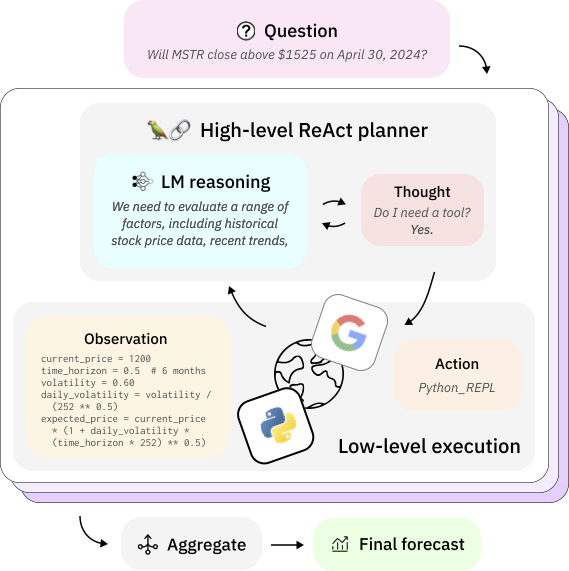 Question
Will MSTR close above $1525 on April 30, 2024?
High-level ReAct planner
LM reasoning
We need to evaluate a range of
factors, including historical
stock price data, recent trends,
Thought
Do I need a tool?
Yes.
Observation
current_price = 1200
time_horizon = 0.5  # 6 months
volatility = 0.60
daily_volatility = volatility /
(252 ** 0.5)
expected_price = current_price
* (1 + daily_volatility *
(time_horizon * 252) ** 0.5)
G
Action
Python_REPL
Low-level execution
Aggregate
Final forecast